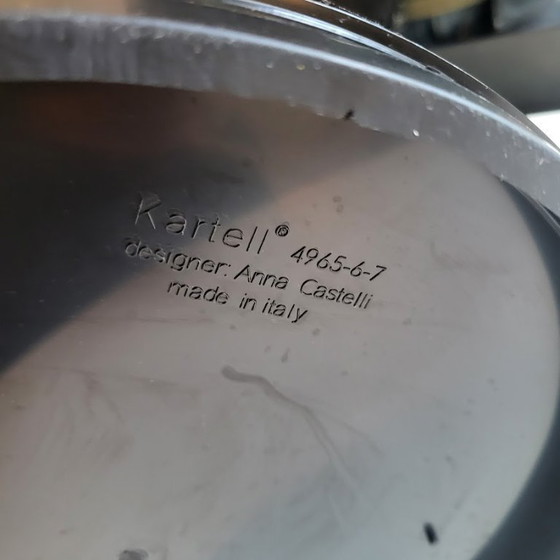 Kartell® 4965-6-7
designer: Anna Castelli
made in italy